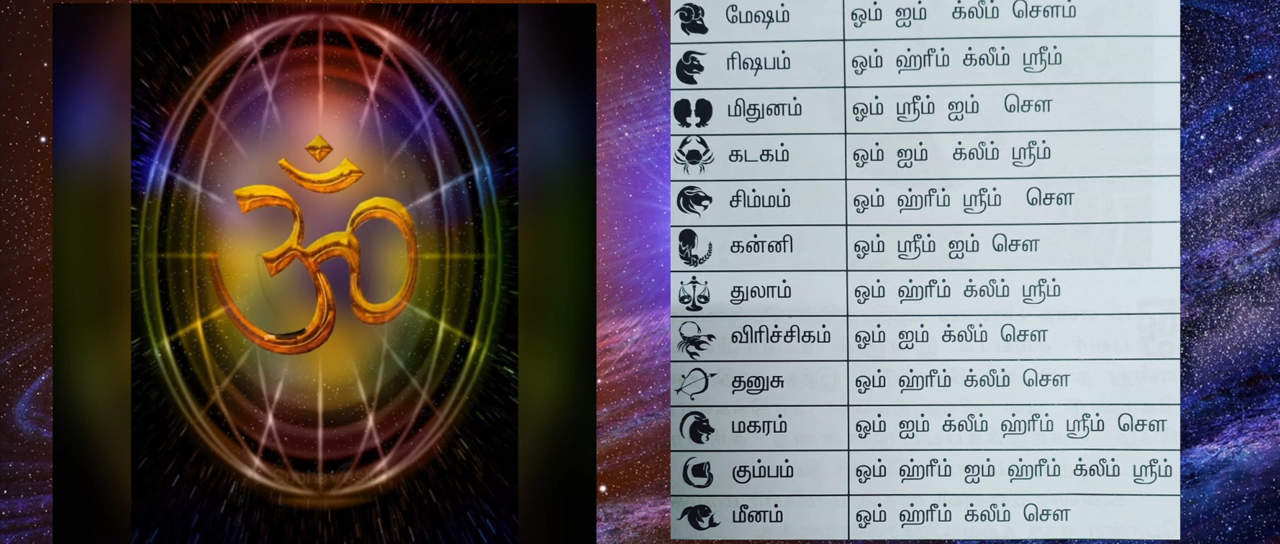 மேஷம் ஓம் ஐம் க்லீம் சௌம்
ரிஷபம் ஓம் ஹ்ரீம் க்லீம் ஸ்ரீம்
மிதுனம் ஓம் ஸ்ரீம் ஐம் சௌ
கடகம் ஓம் ஐம் க்லீம் ஸ்ரீம்
சிம்மம் ஓம் ஹ்ரீம் ஸ்ரீம் சௌ
கன்னி ஓம் ஸ்ரீம் ஐம் சௌ
துலாம் ஓம் ஹ்ரீம் க்லீம் ஸ்ரீம்
விரிச்சிகம் ஓம் ஐம் க்லீம் சௌ
தனுசு ஓம் ஹ்ரீம் க்லீம் சௌ
மகரம் ஓம் ஐம் க்லீம் ஹ்ரீம் ஸ்ரீம் சௌ
கும்பம் ஓம் ஹ்ரீம் ஐம் ஹ்ரீம் க்லீம் ஸ்ரீம்
மீனம் ஓம் ஹ்ரீம் க்லீம் சௌ